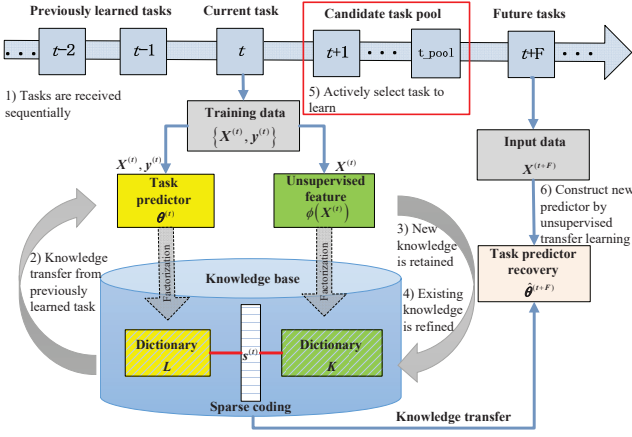 Previously learned tasks
Current task
Candidate task pool
Future tasks
...
t-2
t-1
t
t+1
...
t_pool
t+F
...
1) Tasks are received
sequentially
5) Actively select task to
learn
Training data
{X^(t), y^(t)}
Input data
X^(t+F)
X^(t), y^(t)
X^(t)
Task
predictor
θ^(t)
Unsupervised
feature
ϕ(X^(t))
6) Construct new
predictor by
unsupervised
transfer learning
2) Knowledge
transfer from
previously
learned task
3) New
knowledge
is retained
4) Existing
knowledge
is refined
Factorization
Factorization
Knowledge base
Task predictor
recovery
θ̂^(t+F)
Dictionary
L
s^(t)
Dictionary
K
Sparse coding
Knowledge transfer